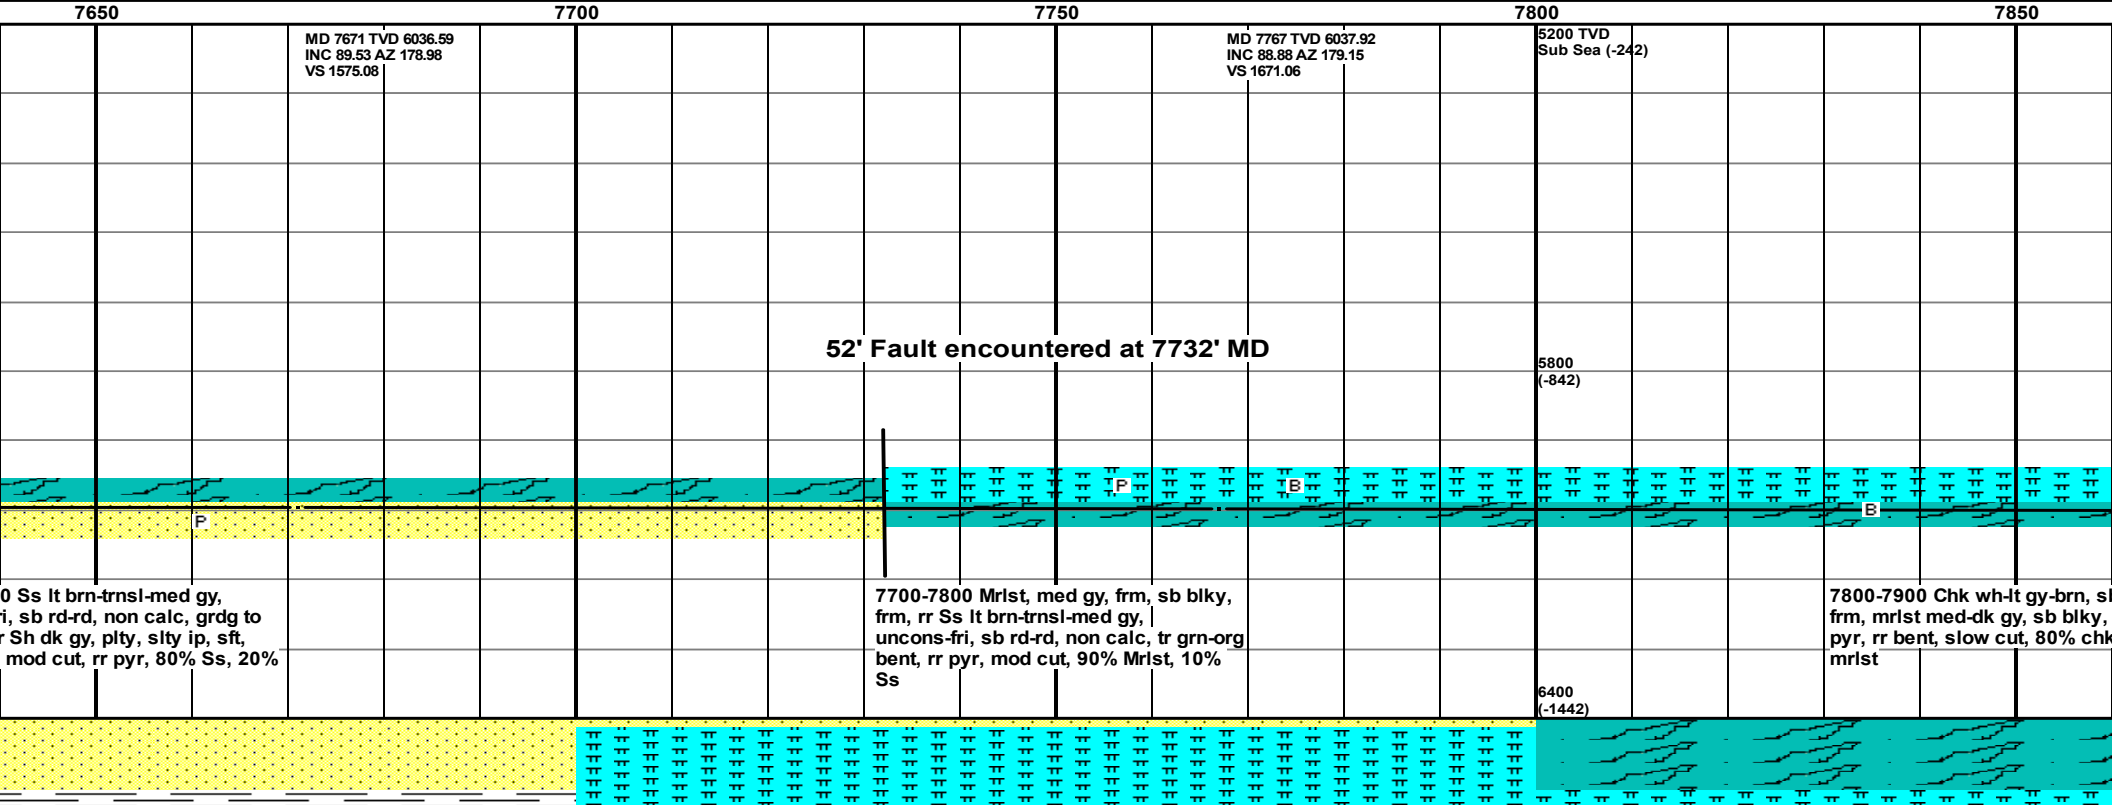 7650 7700 7750 7800 7850
MD 7671 TVD 6036.59
INC 89.53 AZ 178.98
VS 1575.08
MD 7767 TVD 6037.92
INC 88.88 AZ 179.15
VS 1671.06
5200 TVD
Sub Sea (-242)
52' Fault encountered at 7732' MD
5800
(-842)
P B
P B
0 Ss lt brn-trnsl-med gy,
ri, sb rd-rd, non calc, grdg to
r Sh dk gy, plty, slty ip, sft,
mod cut, rr pyr, 80% Ss, 20%
7700-7800 Mrlst, med gy, frm, sb blky,
frm, rr Ss lt brn-trnsl-med gy,
uncons-fri, sb rd-rd, non calc, tr grn-org
bent, rr pyr, mod cut, 90% Mrlst, 10%
Ss
7800-7900 Chk wh-lt gy-brn, sb
frm, mrlst med-dk gy, sb blky,
pyr, rr bent, slow cut, 80% chk
mrlst
6400
(-1442)